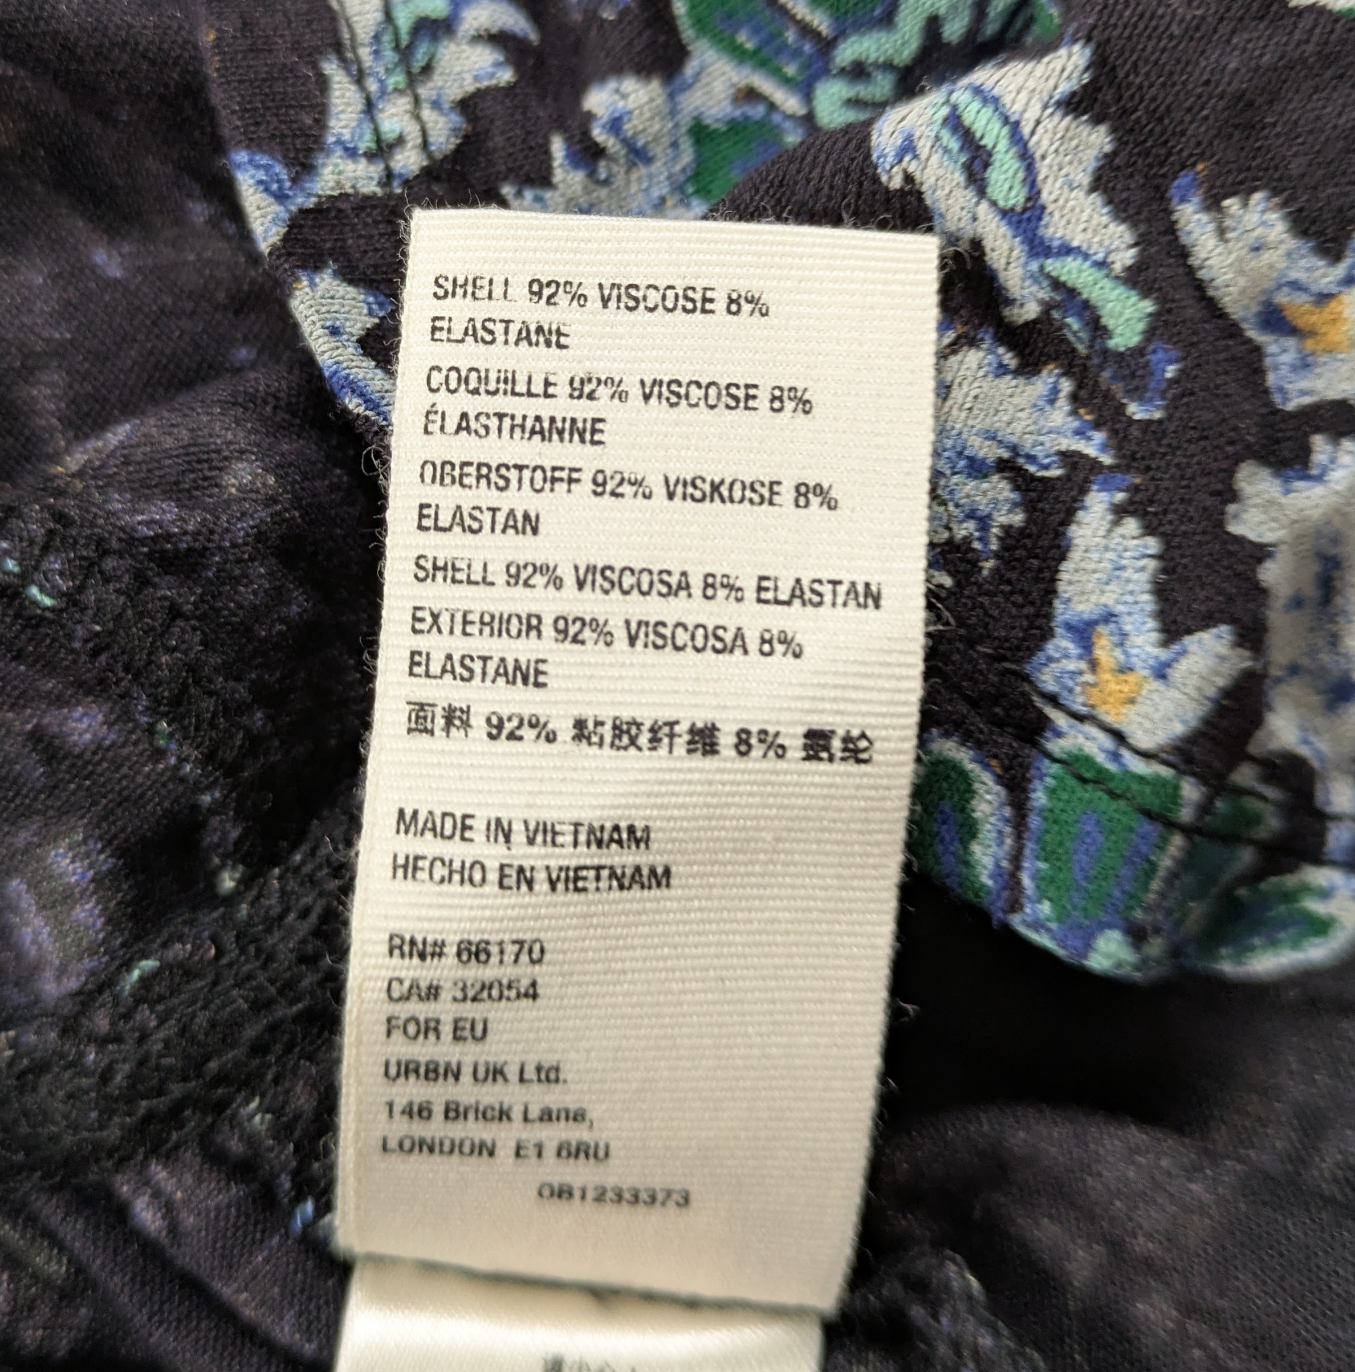 SHELL 92% VISCOSE 8%
ELASTANE
COQUILLE 92% VISCOSE 8%
ÉLASTHANNE
OBERSTOFF 92% VISKOSE 8%
ELASTAN
SHELL 92% VISCOSA 8% ELASTAN
EXTERIOR 92% VISCOSA 8%
ELASTANE
面料 92% 粘胶纤维 8% 氨纶
MADE IN VIETNAM
HECHO EN VIETNAM
RN# 66170
CA# 32054
FOR EU
URBN UK Ltd.
146 Brick Lane,
LONDON E1 6RU
OB1233373